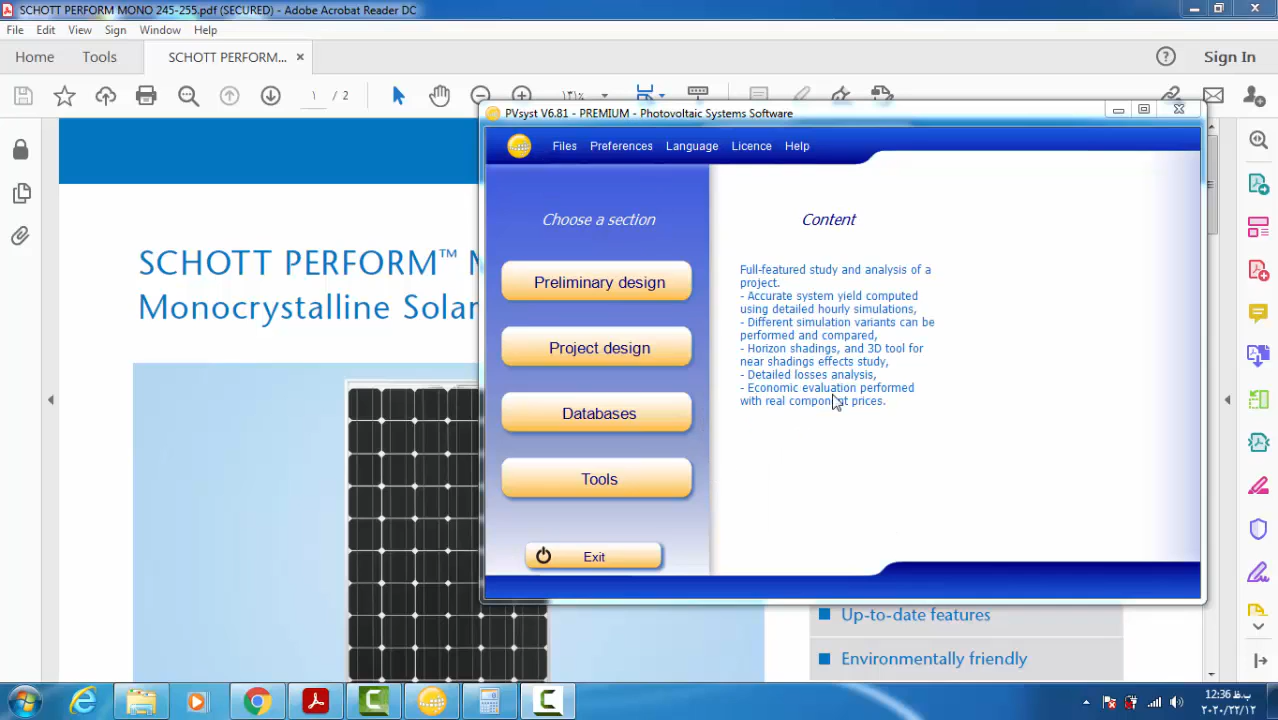 SCHOTT PERFORM MONO 245-255.pdf (SECURED) - Adobe Acrobat Reader DC
File Edit View Sign Window Help
Home Tools SCHOTT PERFORM... Sign In
١ / 2 ١٣١%
PVsyst V6.81 - PREMIUM - Photovoltaic Systems Software
Files Preferences Language Licence Help
Choose a section
Preliminary design
Project design
Databases
Tools
Exit
Content
Full-featured study and analysis of a
project.
- Accurate system yield computed
using detailed hourly simulations,
- Different simulation variants can be
performed and compared,
- Horizon shadings, and 3D tool for
near shadings effects study,
- Detailed losses analysis,
- Economic evaluation performed
with real component prices.
SCHOTT PERFORM™
Monocrystalline Solar
Up-to-date features
Environmentally friendly
12:36 ب.ظ
٢٠٢٠/٢٢/١٢